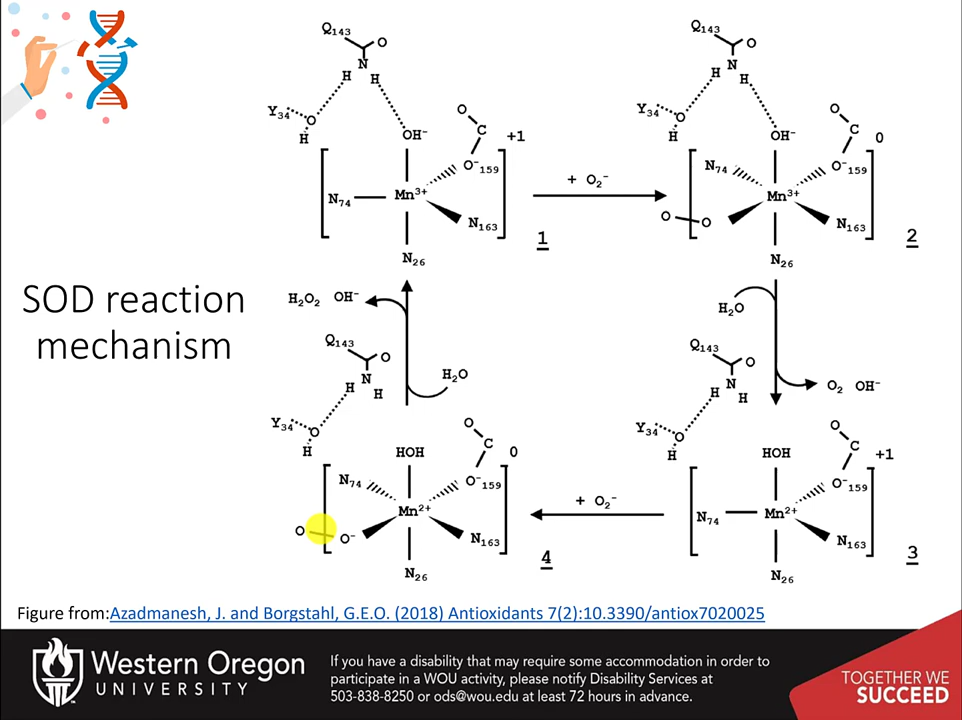 SOD reaction
mechanism
Q143
O
N
H H
Y34
O
H
OH⁻
O
C
O⁻159
+1
N74
Mn³⁺
N163
N26
1
+ O₂⁻
Q143
O
N
H H
Y34
O
H
OH⁻
O
C
O⁻159
0
N74
Mn³⁺
O O
N163
N26
2
H₂O
O₂ OH⁻
Q143
O
N
H H
Y34
O
H
HOH
O
C
O⁻159
+1
N74
Mn²⁺
N163
N26
3
+ O₂⁻
H₂O₂ OH⁻
H₂O
Q143
O
N
H H
Y34
O
H
HOH
O
C
O⁻159
0
N74
Mn²⁺
O O⁻
N163
N26
4
Figure from:Azadmanesh, J. and Borgstahl, G.E.O. (2018) Antioxidants 7(2):10.3390/antiox7020025
Western Oregon
UNIVERSITY
If you have a disability that may require some accommodation in order to
participate in a WOU activity, please notify Disability Services at
503-838-8250 or ods@wou.edu at least 72 hours in advance.
TOGETHER WE
SUCCEED